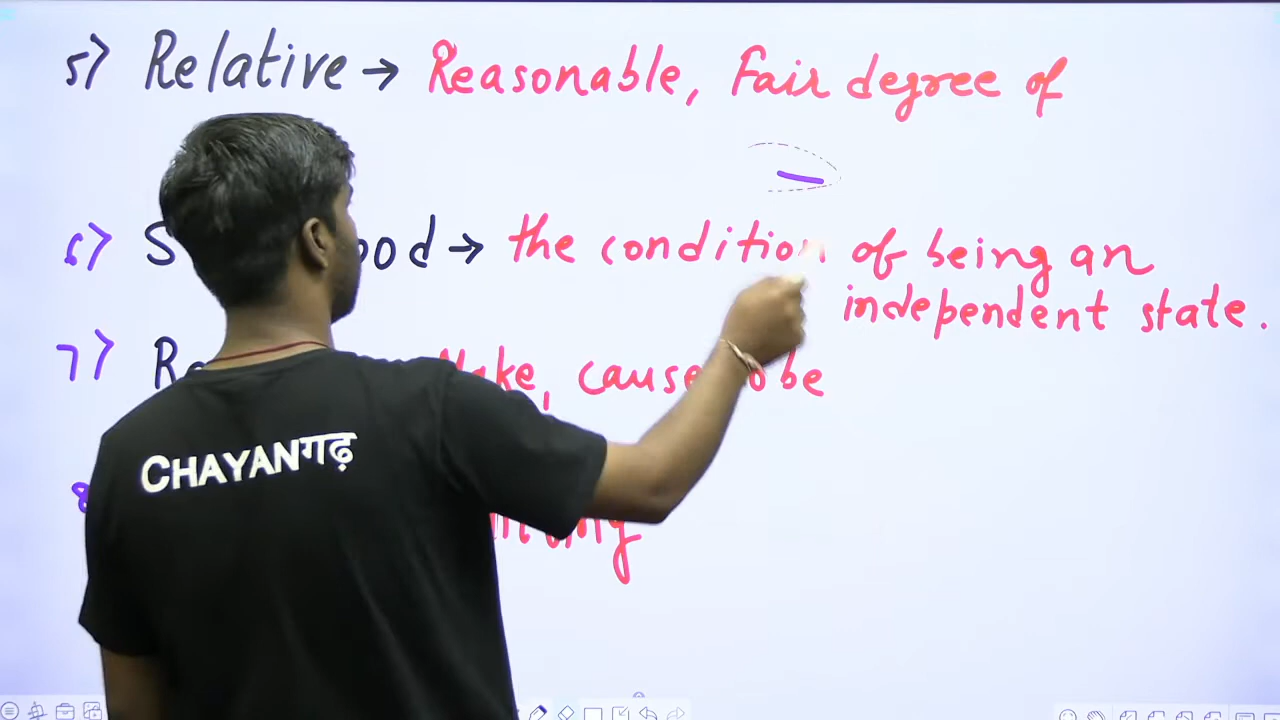 5) Relative → Reasonable, Fair degree of
6) → the condition of being an
independent state.
7) Make, cause to be
8
CHAYANगढ़